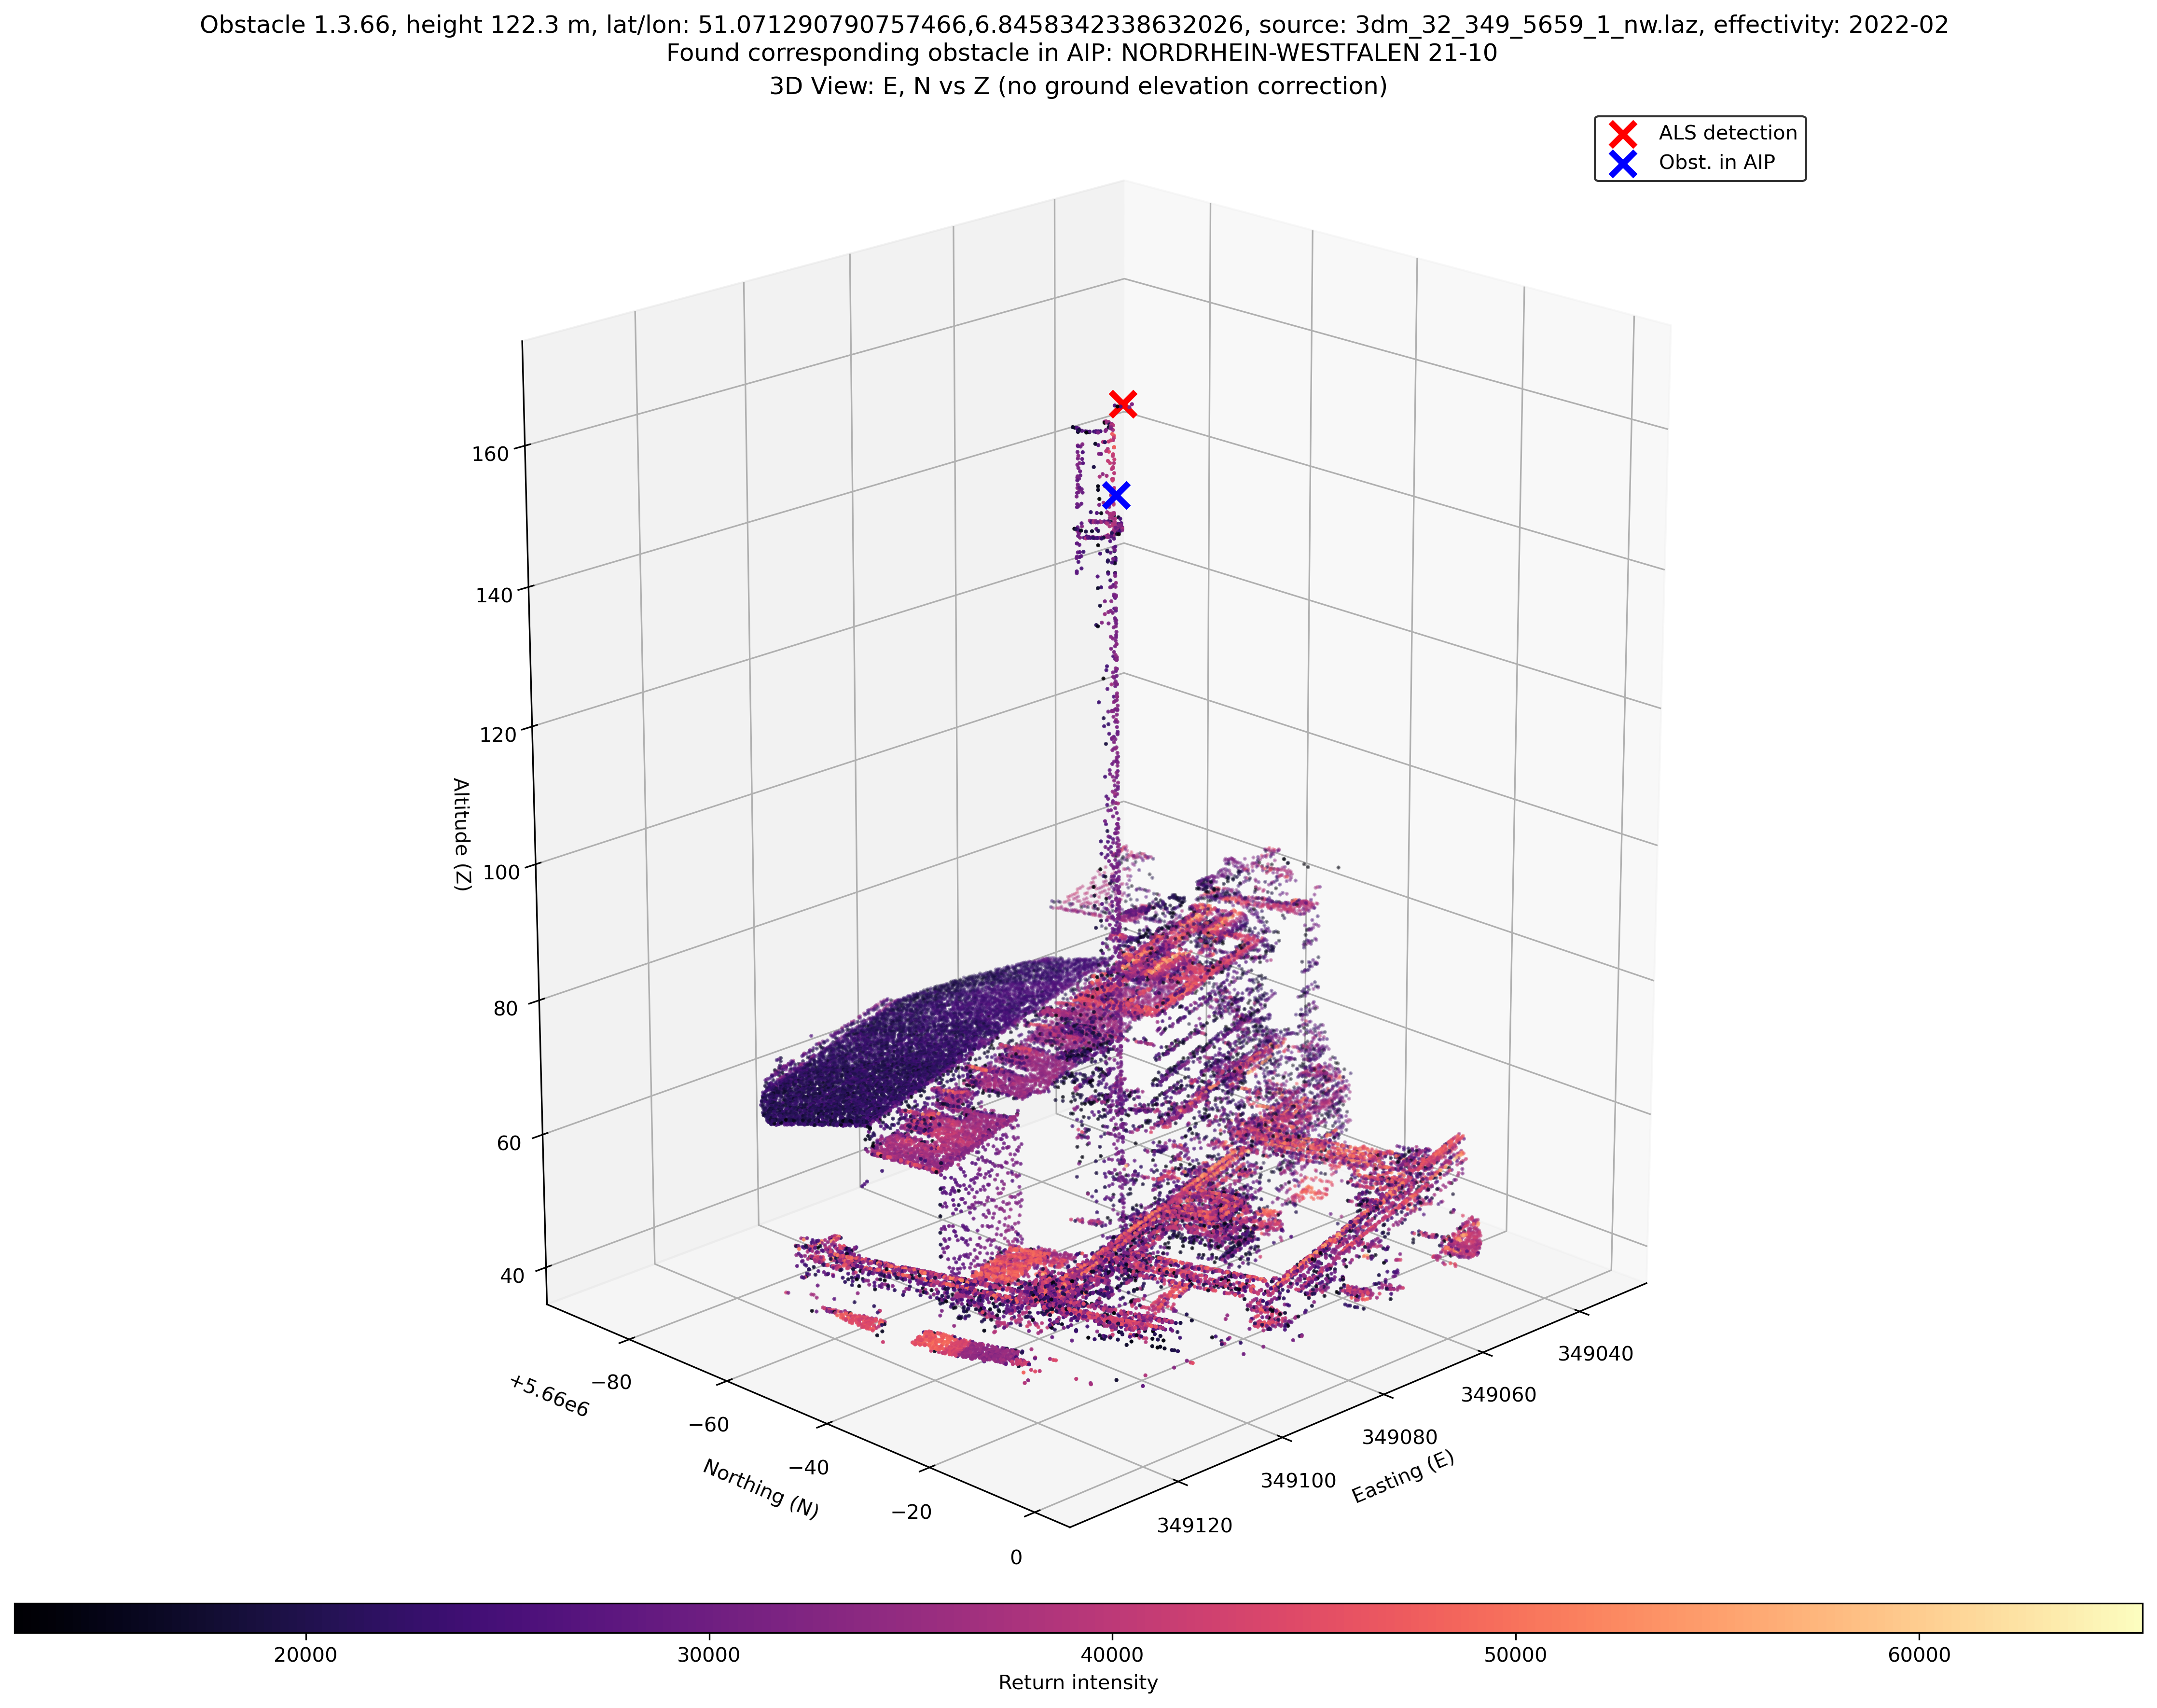 Obstacle 1.3.66, height 122.3 m, lat/lon: 51.071290790757466,6.8458342338632026, source: 3dm_32_349_5659_1_nw.laz, effectivity: 2022-02
Found corresponding obstacle in AIP: NORDRHEIN-WESTFALEN 21-10
3D View: E, N vs Z (no ground elevation correction)
ALS detection
Obst. in AIP
160
140
120
100
80
60
40
Altitude (Z)
+5.66e6
−80
−60
−40
−20
0
Northing (N)
349040
349060
349080
349100
349120
Easting (E)
20000
30000
40000
50000
60000
Return intensity